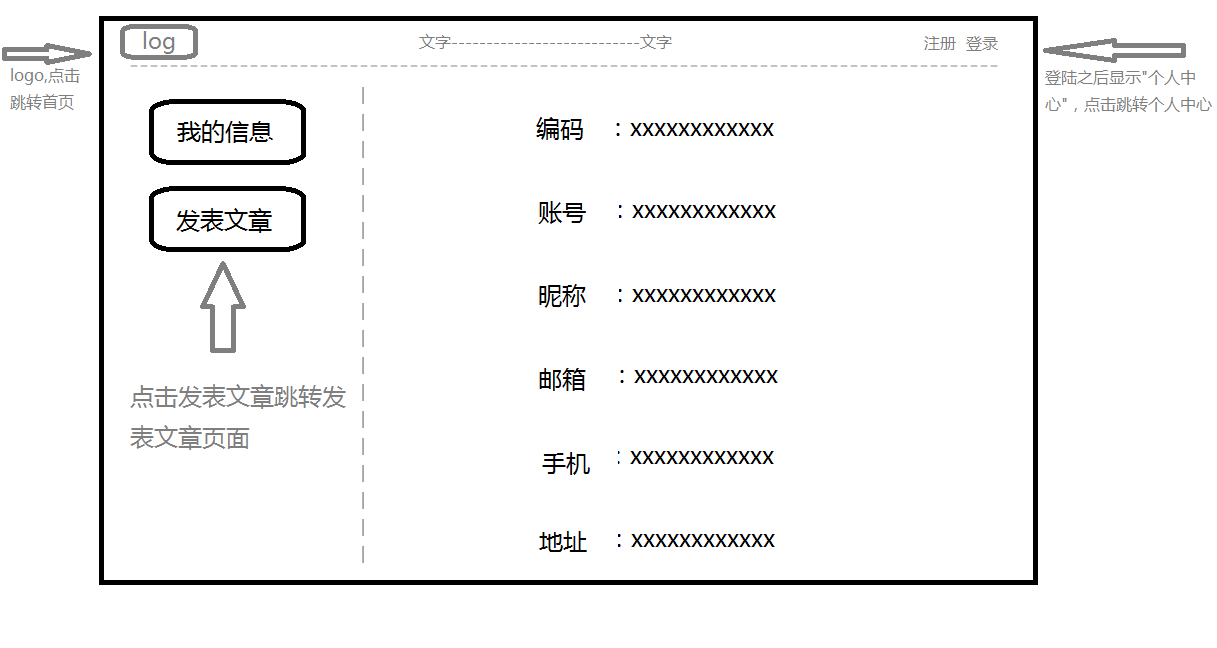 log
文字---------------------------文字
注册 登录
logo,点击
跳转首页
登陆之后显示"个人中
心"，点击跳转个人中心
我的信息
发表文章
点击发表文章跳转发
表文章页面
编码 ：xxxxxxxxxxxx
账号 ：xxxxxxxxxxxx
昵称 ：xxxxxxxxxxxx
邮箱 ：xxxxxxxxxxxx
手机 ：xxxxxxxxxxxx
地址 ：xxxxxxxxxxxx